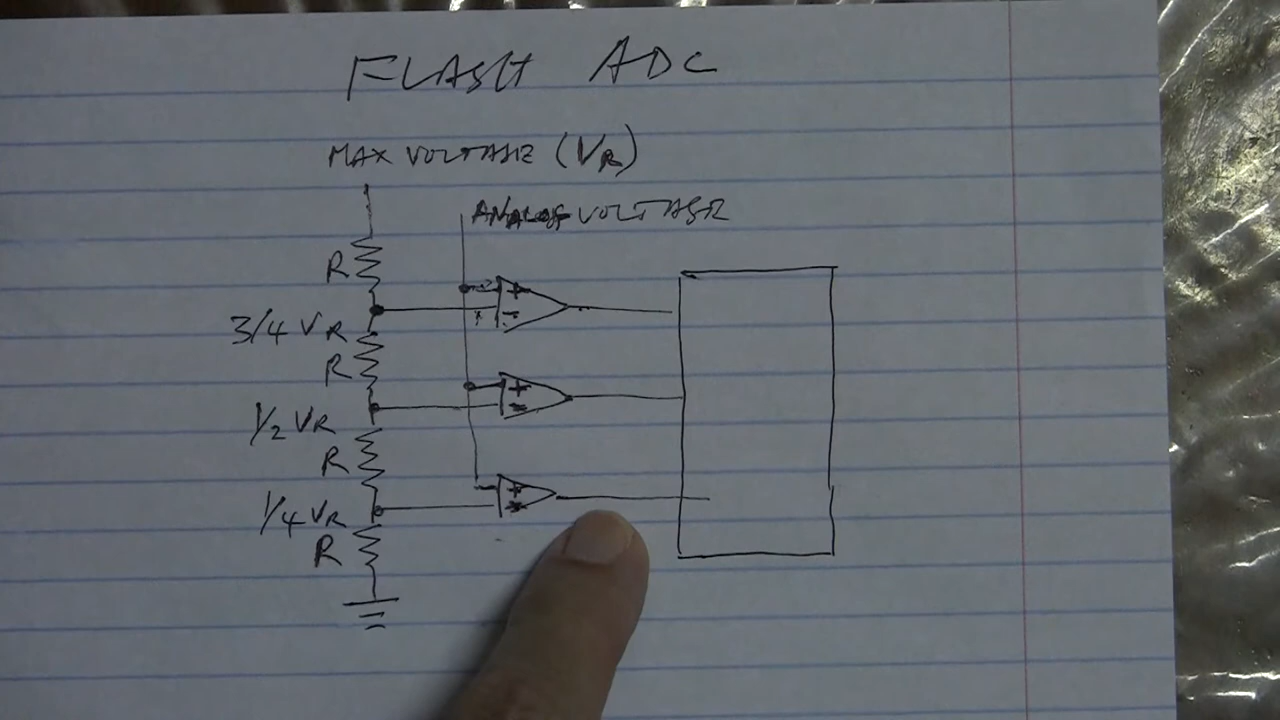 FLASH ADC
MAX VOLTAGE (VR)
ANALOG VOLTAGE
R
+
-
3/4 VR
R
+
-
1/2 VR
R
+
-
1/4 VR
R